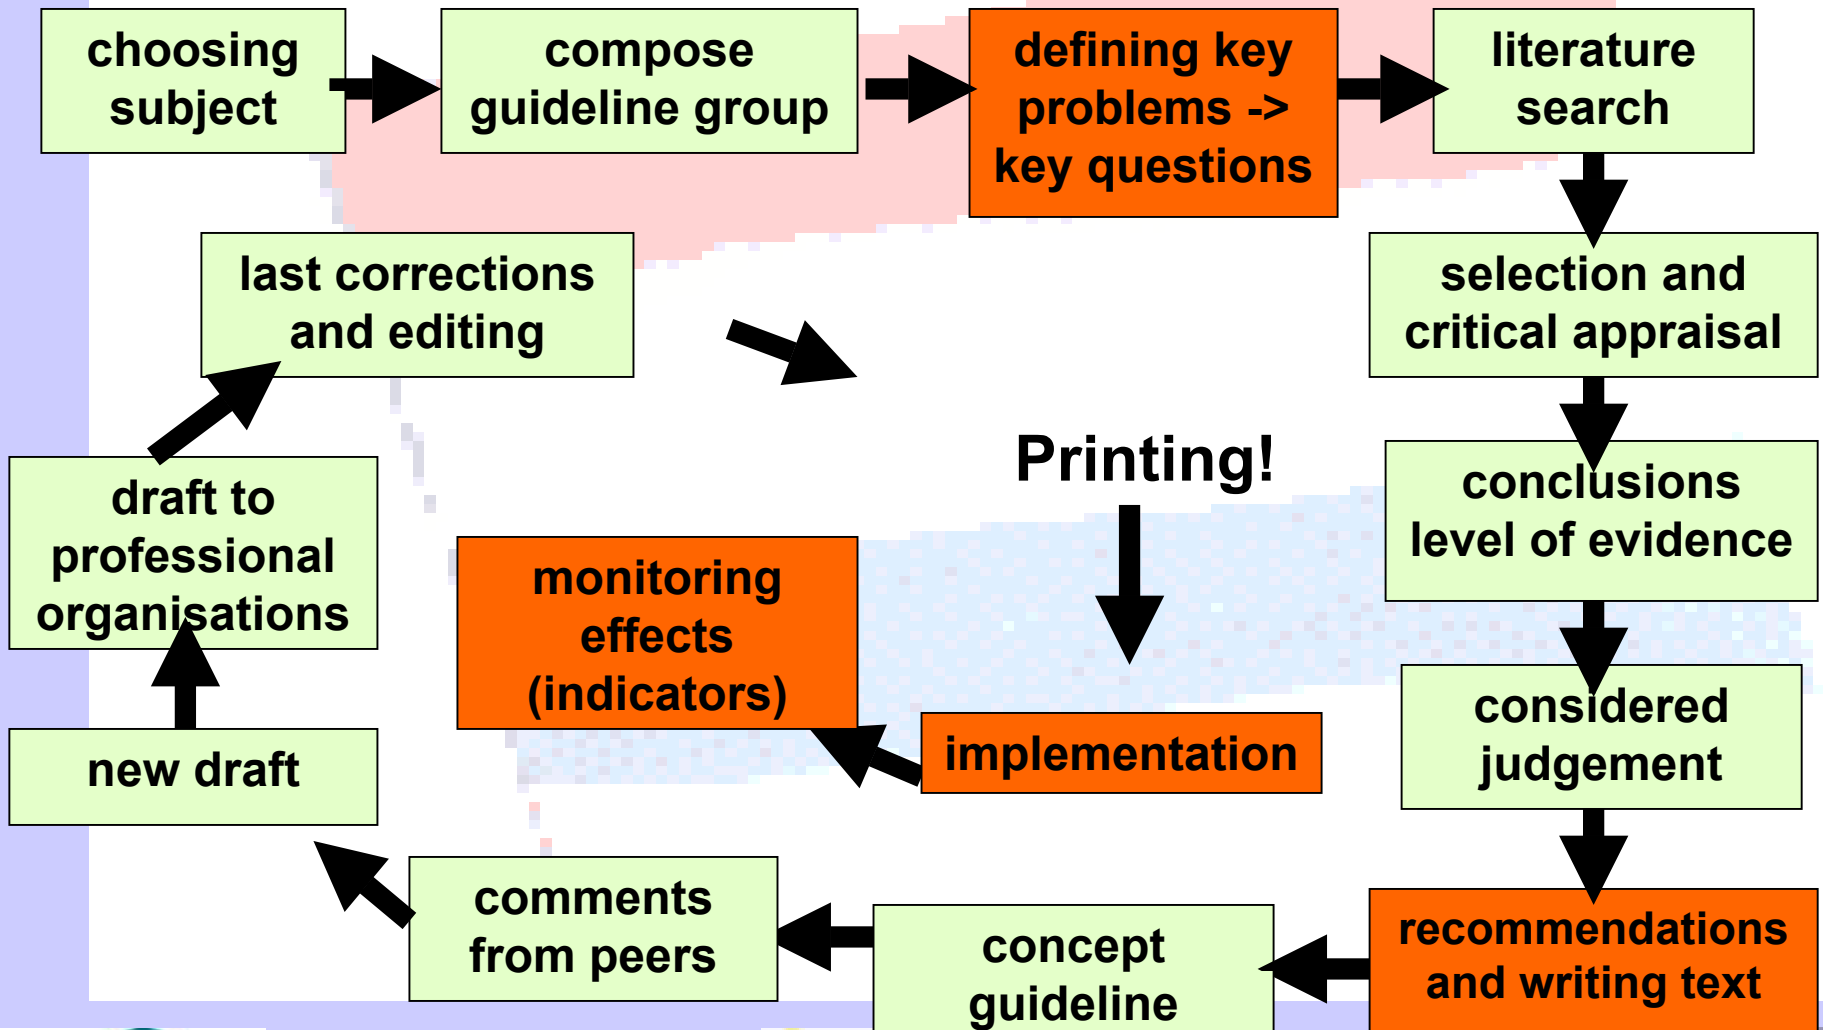 choosing
subject
compose
guideline group
defining key
problems ->
key questions
literature
search
selection and
critical appraisal
conclusions
level of evidence
considered
judgement
recommendations
and writing text
concept
guideline
comments
from peers
new draft
draft to
professional
organisations
last corrections
and editing
Printing!
implementation
monitoring
effects
(indicators)